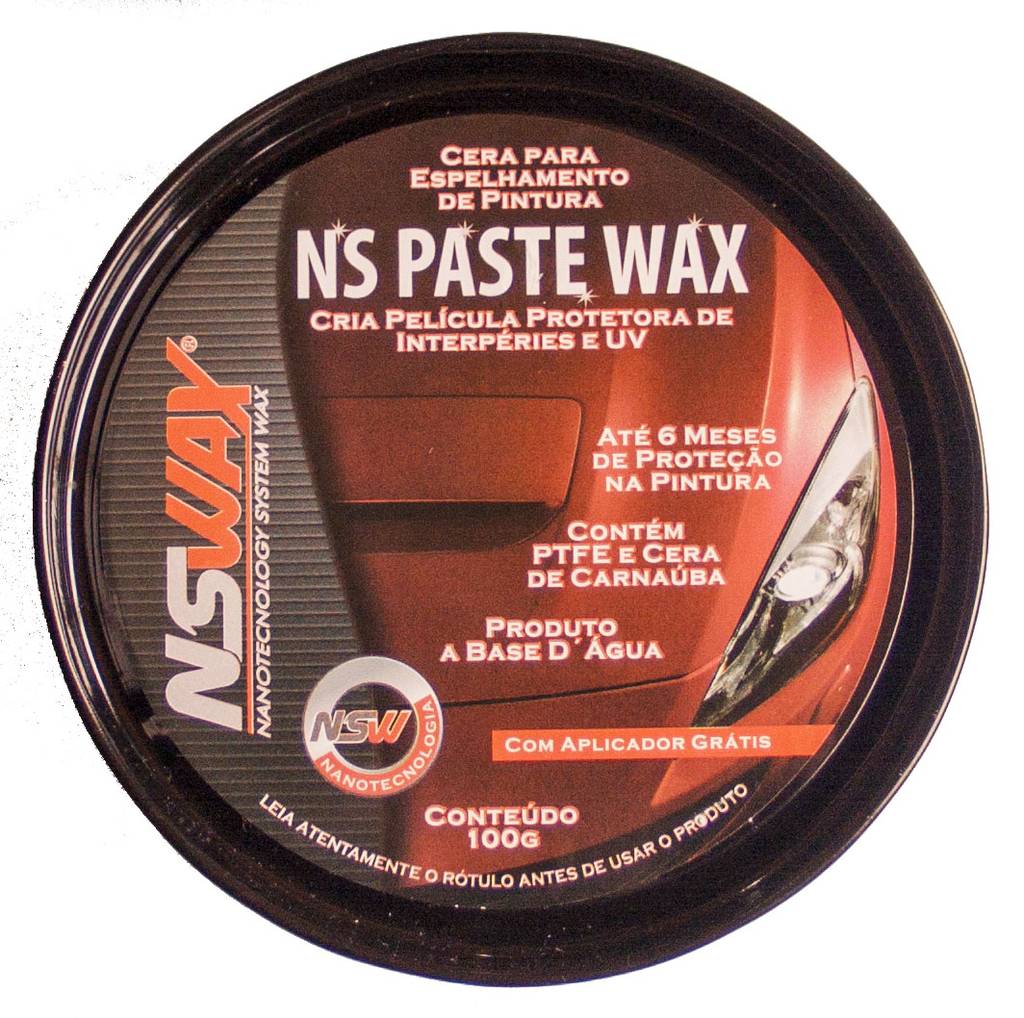 CERA PARA
ESPELHAMENTO
DE PINTURA
NS PASTE WAX
CRIA PELÍCULA PROTETORA DE
INTERPÉRIES E UV
NSWAX®
NANOTECNOLOGY SYSTEM WAX
ATÉ 6 MESES
DE PROTEÇÃO
NA PINTURA
CONTÉM
PTFE E CERA
DE CARNAÚBA
PRODUTO
A BASE D´ÁGUA
NSW
NANOTECNOLOGIA
COM APLICADOR GRÁTIS
CONTEÚDO
100G
LEIA ATENTAMENTE O RÓTULO ANTES DE USAR O PRODUTO